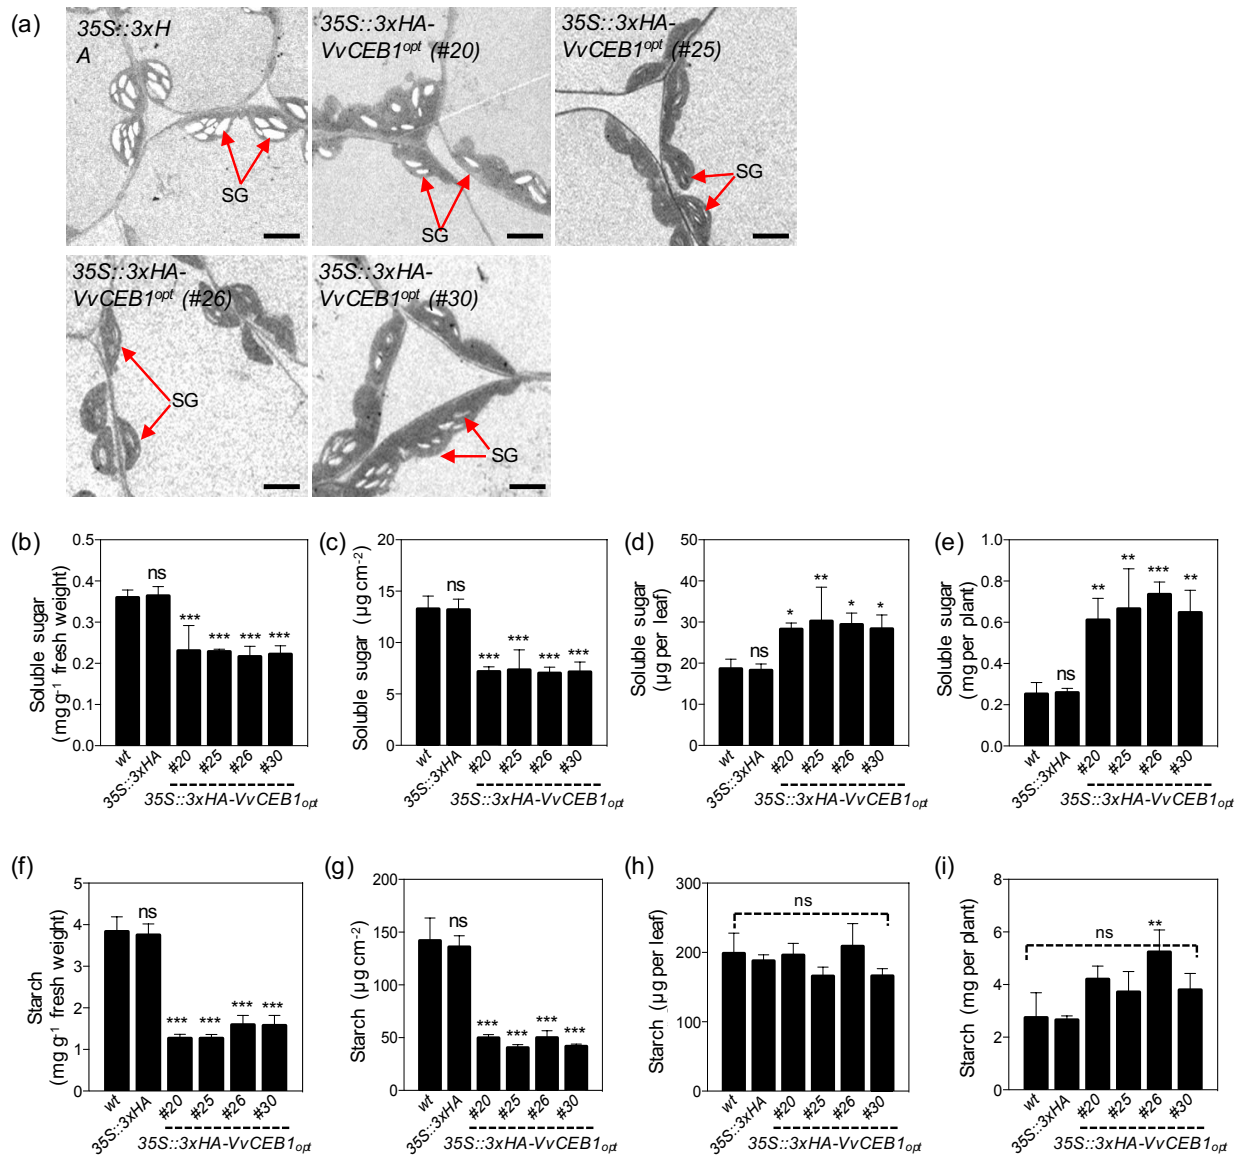 (a)
35S::3xH
A
SG
35S::3xHA-
VvCEB1opt (#20)
SG
35S::3xHA-
VvCEB1opt (#25)
SG
35S::3xHA-
VvCEB1opt (#26)
SG
35S::3xHA-
VvCEB1opt (#30)
SG
(b)
Soluble sugar
(mg g-1 fresh weight)
0.5
0.4
0.3
0.2
0.1
0.0
ns
***
***
***
***
wt
35S::3xHA
#20
#25
#26
#30
35S::3xHA-VvCEB1opt
(c)
Soluble sugar (µg cm-2)
20
15
10
5
0
ns
***
***
***
***
wt
35S::3xHA
#20
#25
#26
#30
35S::3xHA-VvCEB1opt
(d)
Soluble sugar
(µg per leaf)
50
40
30
20
10
0
ns
*
**
*
*
wt
35S::3xHA
#20
#25
#26
#30
35S::3xHA-VvCEB1opt
(e)
Soluble sugar
(mg per plant)
1.0
0.8
0.6
0.4
0.2
0.0
ns
**
**
***
**
wt
35S::3xHA
#20
#25
#26
#30
35S::3xHA-VvCEB1opt
(f)
Starch
(mg g-1 fresh weight)
5
4
3
2
1
0
ns
***
***
***
***
wt
35S::3xHA
#20
#25
#26
#30
35S::3xHA-VvCEB1opt
(g)
Starch (µg cm-2)
200
150
100
50
0
ns
***
***
***
***
wt
35S::3xHA
#20
#25
#26
#30
35S::3xHA-VvCEB1opt
(h)
Starch (µg per leaf)
300
200
100
0
ns
wt
35S::3xHA
#20
#25
#26
#30
35S::3xHA-VvCEB1opt
(i)
Starch (mg per plant)
8
6
4
2
0
ns
**
wt
35S::3xHA
#20
#25
#26
#30
35S::3xHA-VvCEB1opt